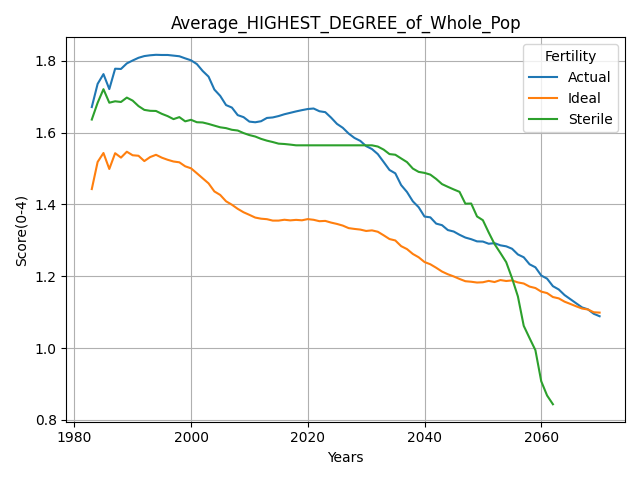 Average_HIGHEST_DEGREE_of_Whole_Pop
Score(0-4)
1.8
1.6
1.4
1.2
1.0
0.8
Fertility
Actual
Ideal
Sterile
1980
2000
2020
2040
2060
Years